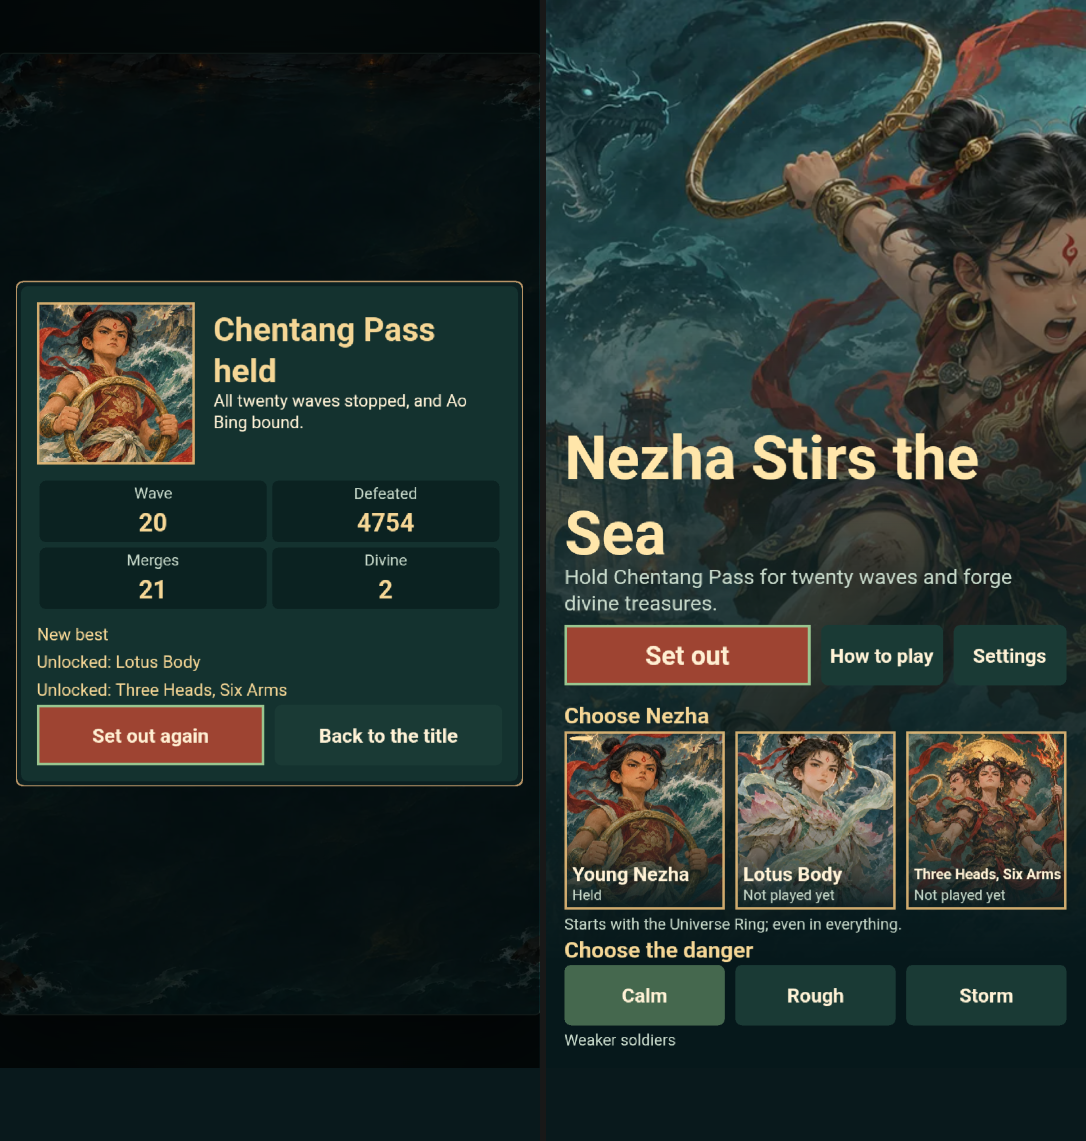 Chentang Pass
held
All twenty waves stopped, and Ao
Bing bound.
Wave
20
Defeated
4754
Merges
21
Divine
2
New best
Unlocked: Lotus Body
Unlocked: Three Heads, Six Arms
Set out again
Back to the title
Nezha Stirs the
Sea
Hold Chentang Pass for twenty waves and forge
divine treasures.
Set out
How to play
Settings
Choose Nezha
Young Nezha
Held
Lotus Body
Not played yet
Three Heads, Six Arms
Not played yet
Starts with the Universe Ring; even in everything.
Choose the danger
Calm
Rough
Storm
Weaker soldiers